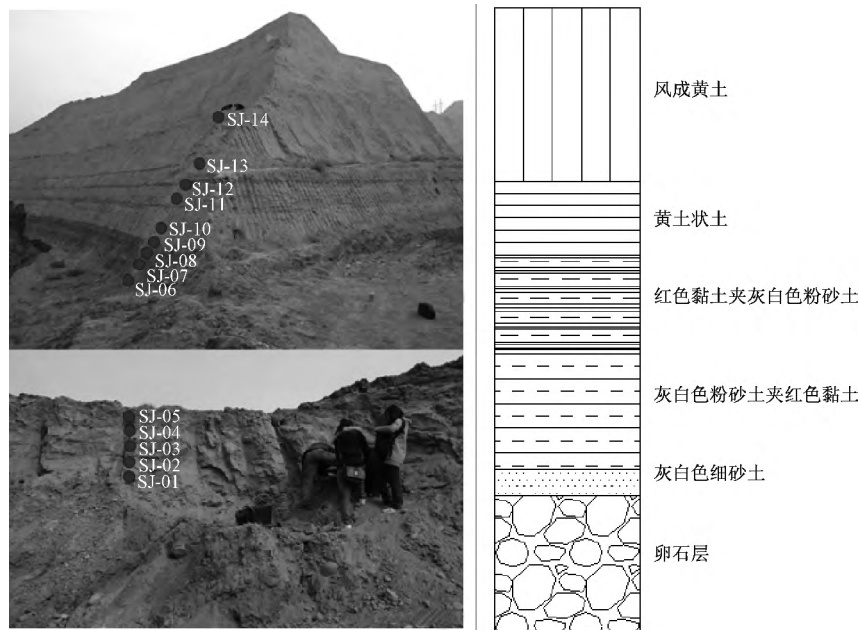 SJ-14
SJ-13
SJ-12
SJ-11
SJ-10
SJ-09
SJ-08
SJ-07
SJ-06
SJ-05
SJ-04
SJ-03
SJ-02
SJ-01
风成黄土
黄土状土
红色黏土夹灰白色粉砂土
灰白色粉砂土夹红色黏土
灰白色细砂土
卵石层